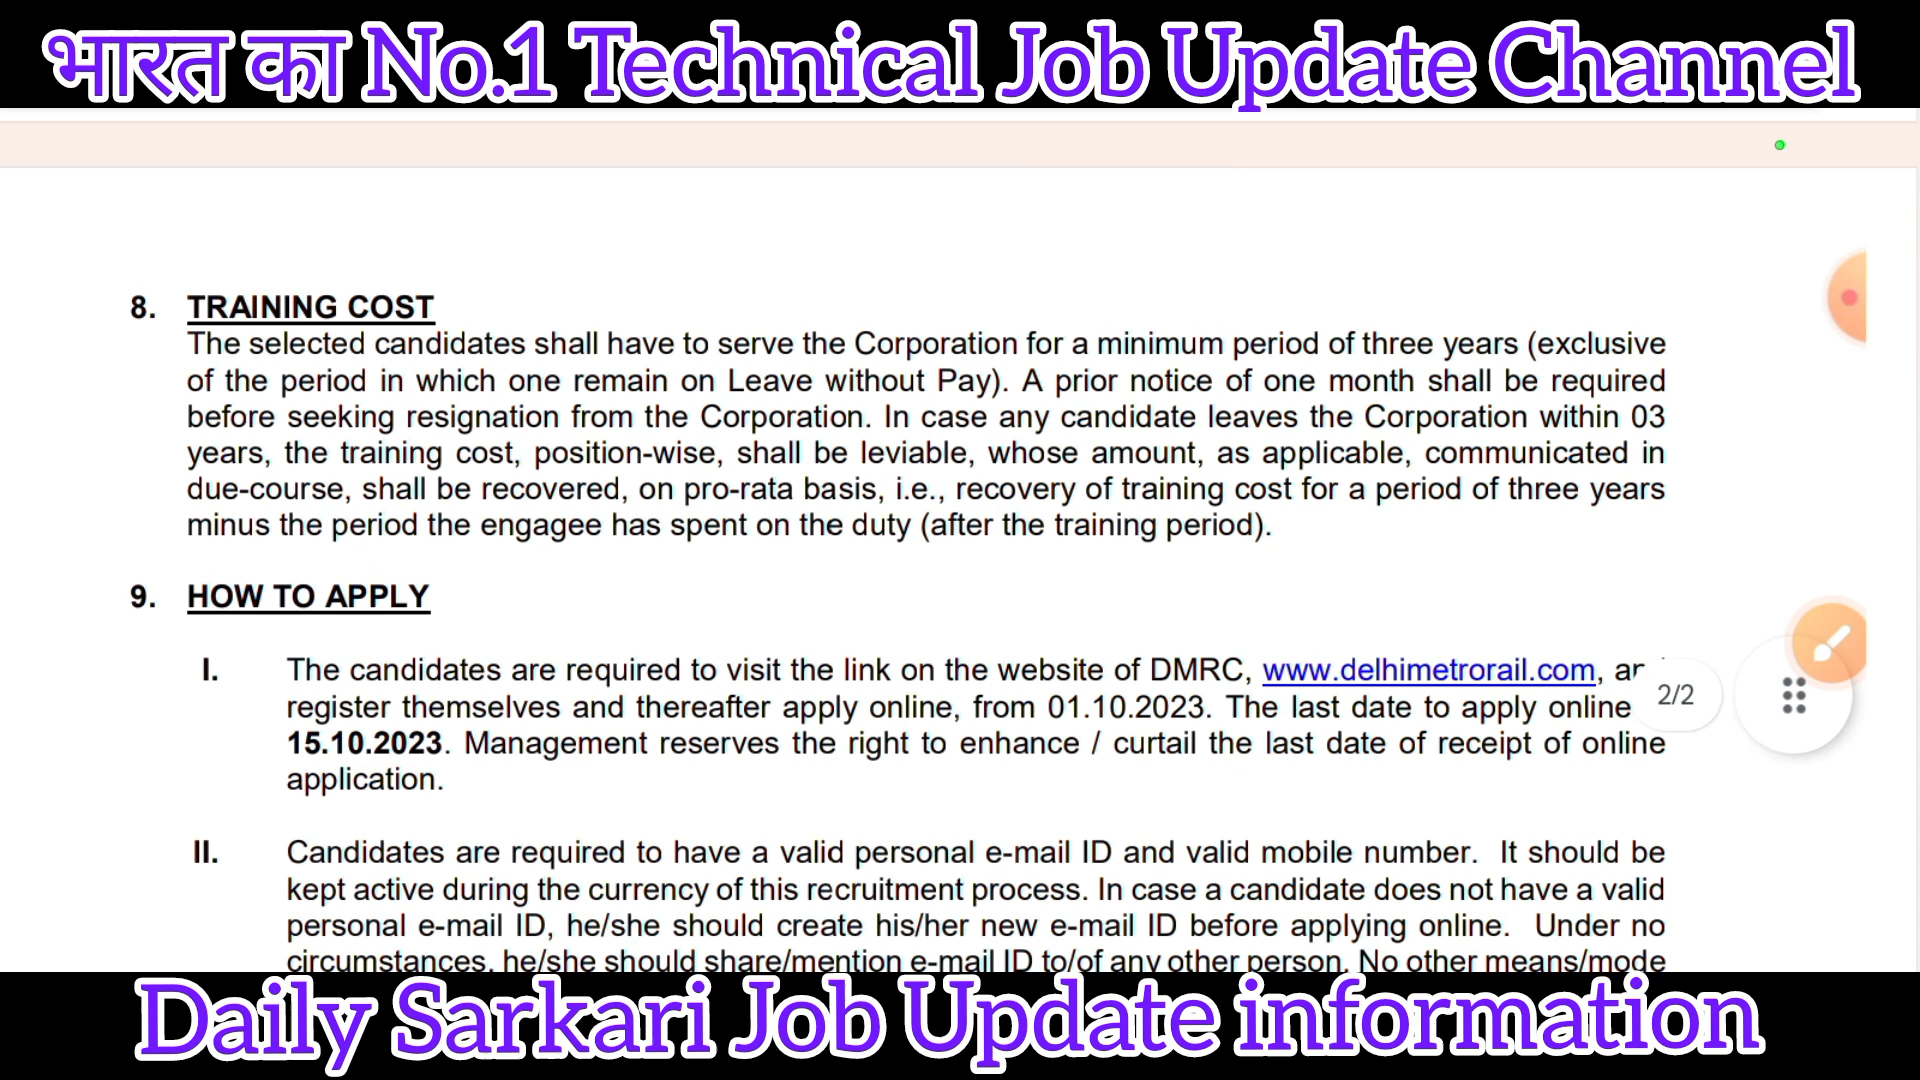 भारत का No.1 Technical Job Update Channel
8. TRAINING COST
The selected candidates shall have to serve the Corporation for a minimum period of three years (exclusive
of the period in which one remain on Leave without Pay). A prior notice of one month shall be required
before seeking resignation from the Corporation. In case any candidate leaves the Corporation within 03
years, the training cost, position-wise, shall be leviable, whose amount, as applicable, communicated in
due-course, shall be recovered, on pro-rata basis, i.e., recovery of training cost for a period of three years
minus the period the engagee has spent on the duty (after the training period).
9. HOW TO APPLY
I. The candidates are required to visit the link on the website of DMRC, www.delhimetrorail.com,
register themselves and thereafter apply online, from 01.10.2023. The last date to apply online
2/2
15.10.2023. Management reserves the right to enhance / curtail the last date of receipt of online
application.
II. Candidates are required to have a valid personal e-mail ID and valid mobile number. It should be
kept active during the currency of this recruitment process. In case a candidate does not have a valid
personal e-mail ID, he/she should create his/her new e-mail ID before applying online. Under no
circumstances, he/she should share/mention e-mail ID to/of any other person. No other means/mode
Daily Sarkari Job Update information